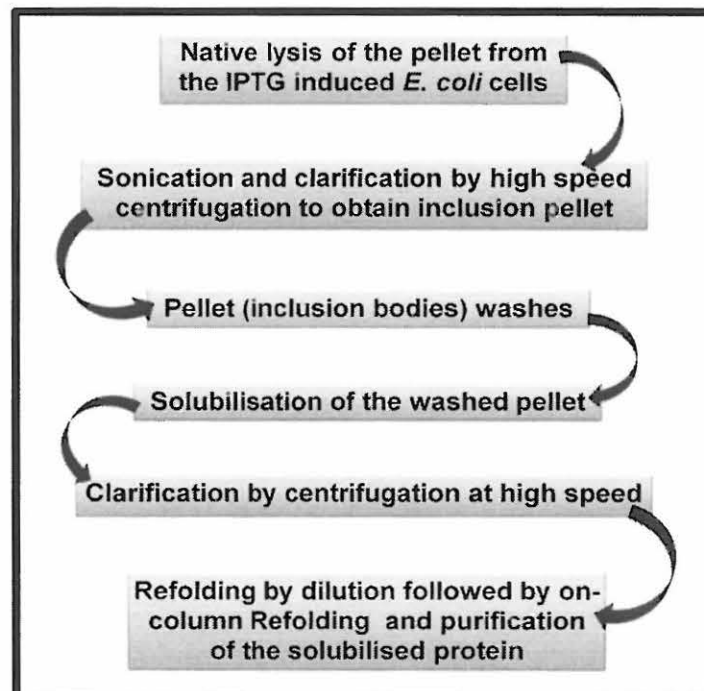 Native lysis of the pellet from
the IPTG induced E. coli cells
Sonication and clarification by high speed
centrifugation to obtain inclusion pellet
Pellet (inclusion bodies) washes
Solubilisation of the washed pellet
Clarification by centrifugation at high speed
Refolding by dilution followed by on-
column Refolding and purification
of the solubilised protein